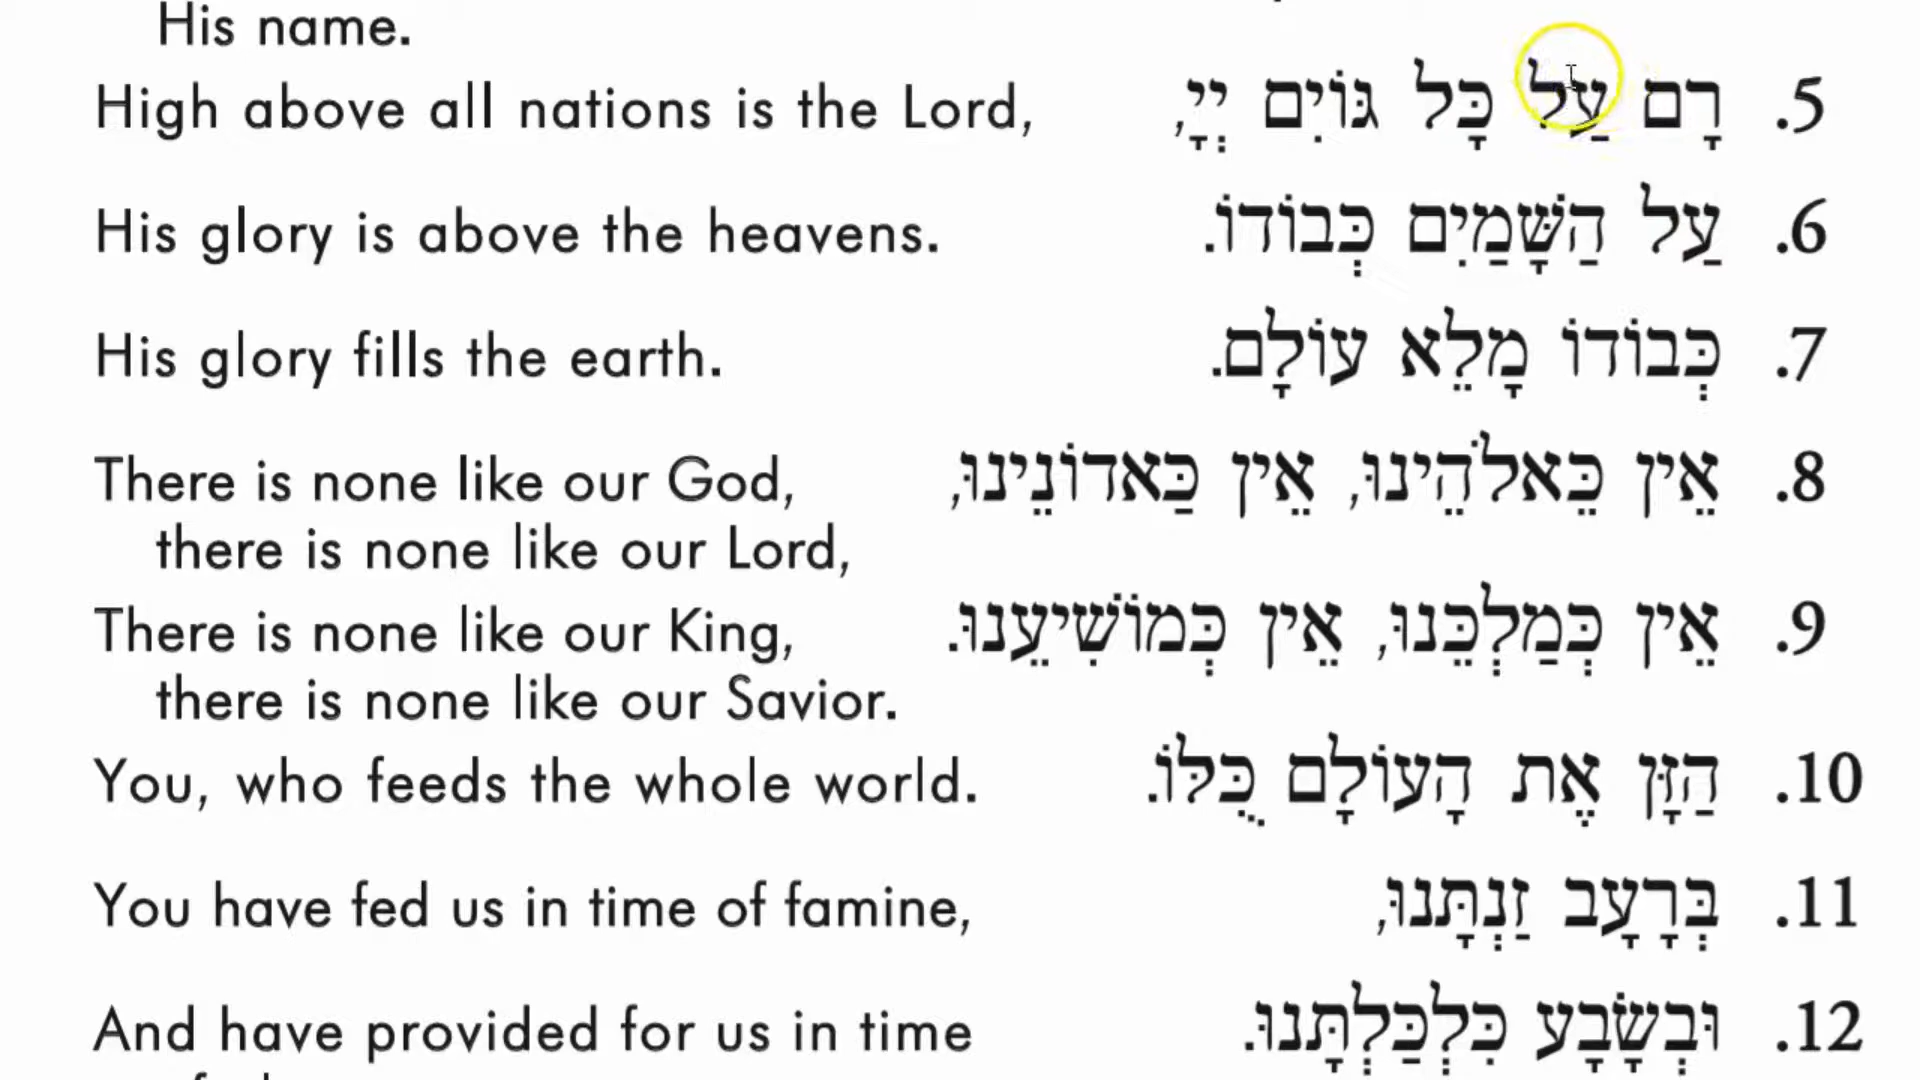 His name.
High above all nations is the Lord,
רָם עַל כָּל גּוֹיִם יְיָ,
.5
His glory is above the heavens.
עַל הַשָּׁמַיִם כְּבוֹדוֹ.
.6
His glory fills the earth.
כְּבוֹדוֹ מָלֵא עוֹלָם.
.7
There is none like our God,
there is none like our Lord,
אֵין כֵּאלֹהֵינוּ, אֵין כַּאדוֹנֵינוּ,
.8
There is none like our King,
there is none like our Savior.
אֵין כְּמַלְכֵּנוּ, אֵין כְּמוֹשִׁיעֵנוּ.
.9
You, who feeds the whole world.
הַזָּן אֶת הָעוֹלָם כֻּלּוֹ.
.10
You have fed us in time of famine,
בְּרָעָב זַנְתָּנוּ,
.11
And have provided for us in time
וּבְשָׂבָע כִּלְכַּלְתָּנוּ.
.12